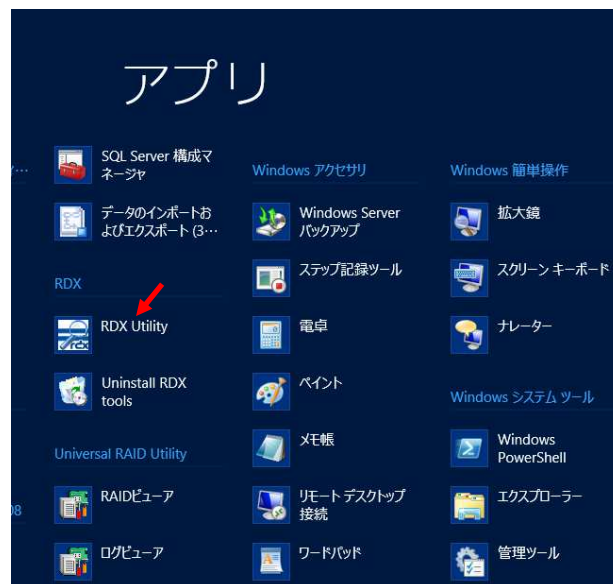 アプリ
SQL Server 構成マ
ネージャ
データのインポートお
よびエクスポート (3…
RDX
RDX Utility
Uninstall RDX
tools
Universal RAID Utility
RAIDビューア
ログビューア
Windows アクセサリ
Windows Server
バックアップ
ステップ記録ツール
電卓
ペイント
メモ帳
リモート デスクトップ
接続
ワードパッド
Windows 簡単操作
拡大鏡
スクリーン キーボード
ナレーター
Windows システム ツール
Windows
PowerShell
エクスプローラー
管理ツール